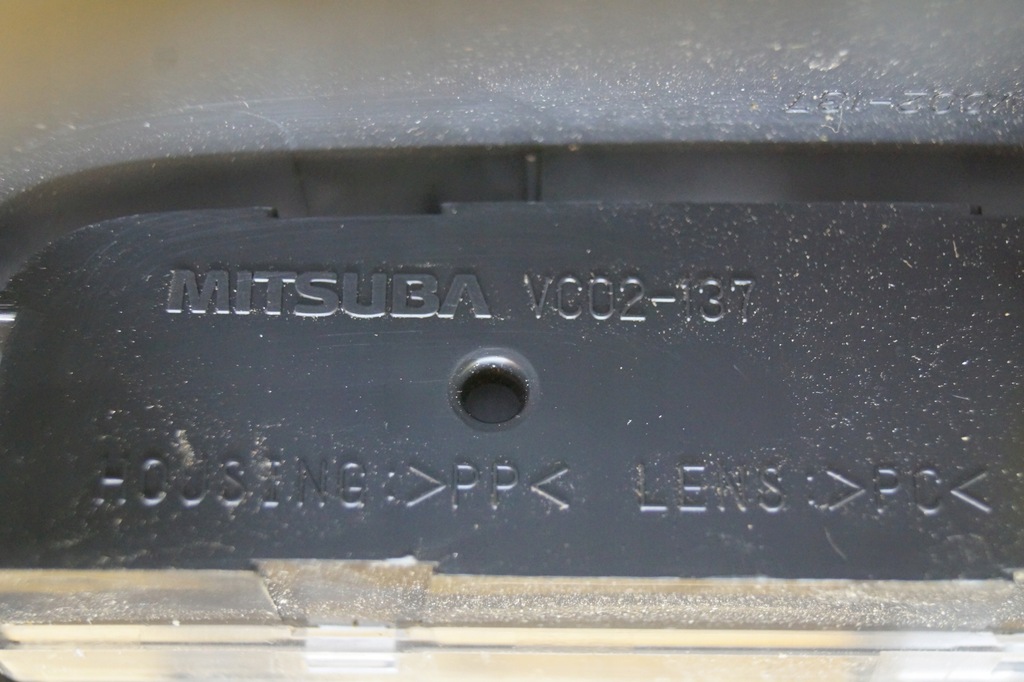 MITSUBA VC02-137
HOUSING:>PP< LENS:>PC<